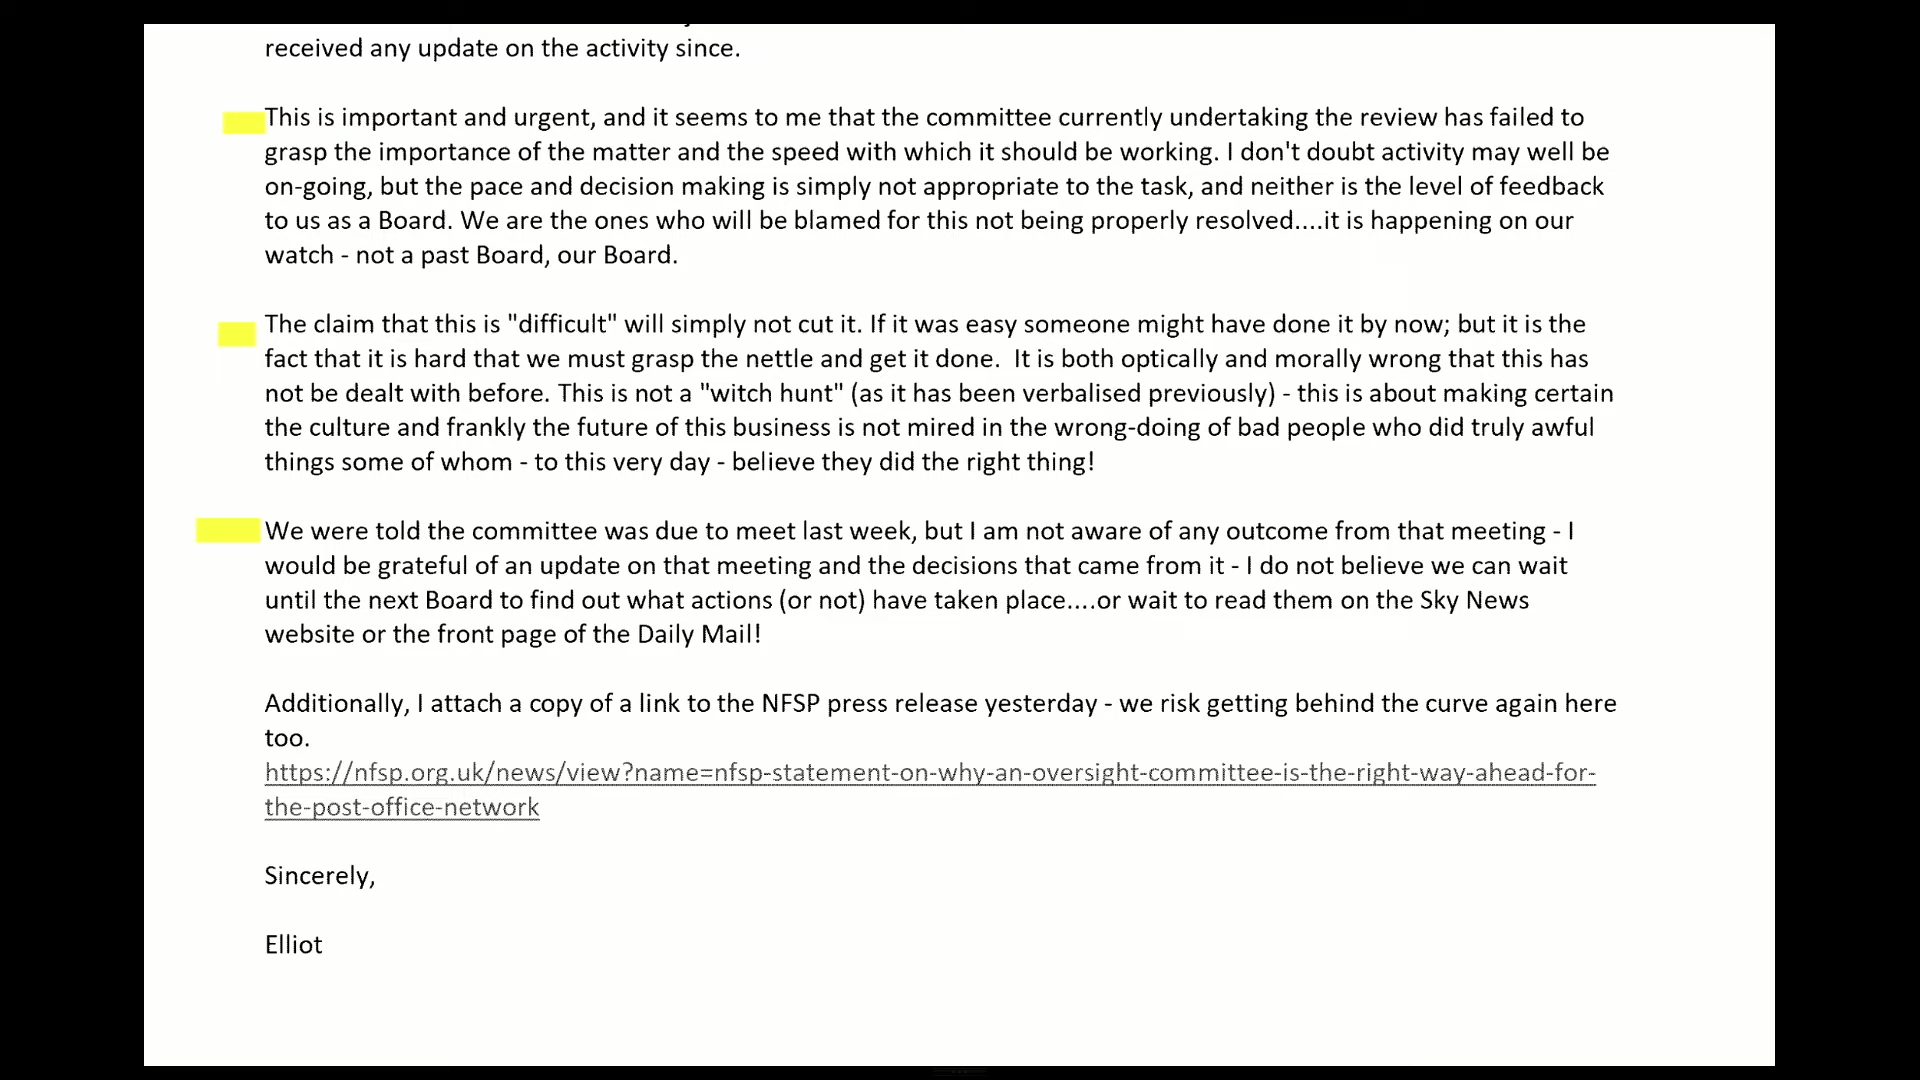 received any update on the activity since.
This is important and urgent, and it seems to me that the committee currently undertaking the review has failed to
grasp the importance of the matter and the speed with which it should be working. I don't doubt activity may well be
on-going, but the pace and decision making is simply not appropriate to the task, and neither is the level of feedback
to us as a Board. We are the ones who will be blamed for this not being properly resolved....it is happening on our
watch - not a past Board, our Board.
The claim that this is "difficult" will simply not cut it. If it was easy someone might have done it by now; but it is the
fact that it is hard that we must grasp the nettle and get it done.  It is both optically and morally wrong that this has
not be dealt with before. This is not a "witch hunt" (as it has been verbalised previously) - this is about making certain
the culture and frankly the future of this business is not mired in the wrong-doing of bad people who did truly awful
things some of whom - to this very day - believe they did the right thing!
We were told the committee was due to meet last week, but I am not aware of any outcome from that meeting - I
would be grateful of an update on that meeting and the decisions that came from it - I do not believe we can wait
until the next Board to find out what actions (or not) have taken place....or wait to read them on the Sky News
website or the front page of the Daily Mail!
Additionally, I attach a copy of a link to the NFSP press release yesterday - we risk getting behind the curve again here
too.
https://nfsp.org.uk/news/view?name=nfsp-statement-on-why-an-oversight-committee-is-the-right-way-ahead-for-
the-post-office-network
Sincerely,
Elliot